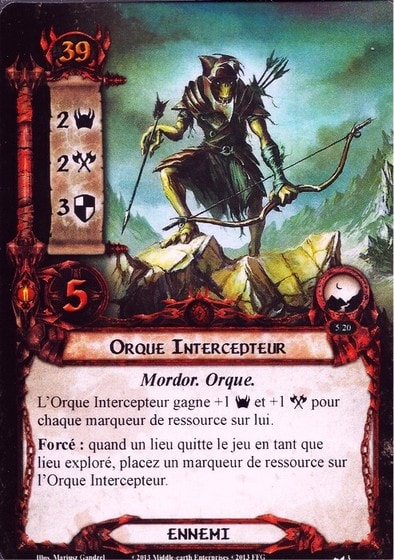 39
2
2
3
5
5/20
Orque Intercepteur
Mordor. Orque.
L'Orque Intercepteur gagne +1 et +1 pour
chaque marqueur de ressource sur lui.
Forcé : quand un lieu quitte le jeu en tant
que lieu exploré, placez un marqueur de ressource sur
l'Orque Intercepteur.
ENNEMI
Illus. Mariusz Gandzel ©2013 Middle-earth Enterprises ©2013 FFG